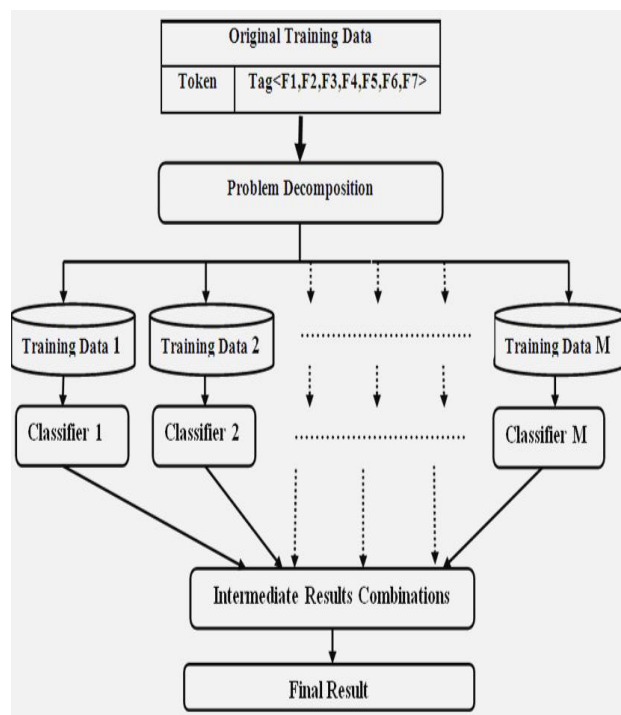 Original Training Data
Token Tag<F1,F2,F3,F4,F5,F6,F7>
Problem Decomposition
Training Data 1 Training Data 2 Training Data M
Classifier 1 Classifier 2 Classifier M
Intermediate Results Combinations
Final Result